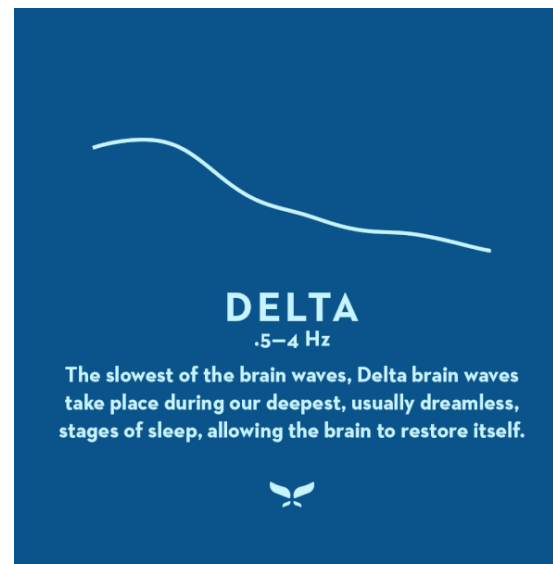 DELTA
.5—4 Hz
The slowest of the brain waves, Delta brain waves
take place during our deepest, usually dreamless,
stages of sleep, allowing the brain to restore itself.